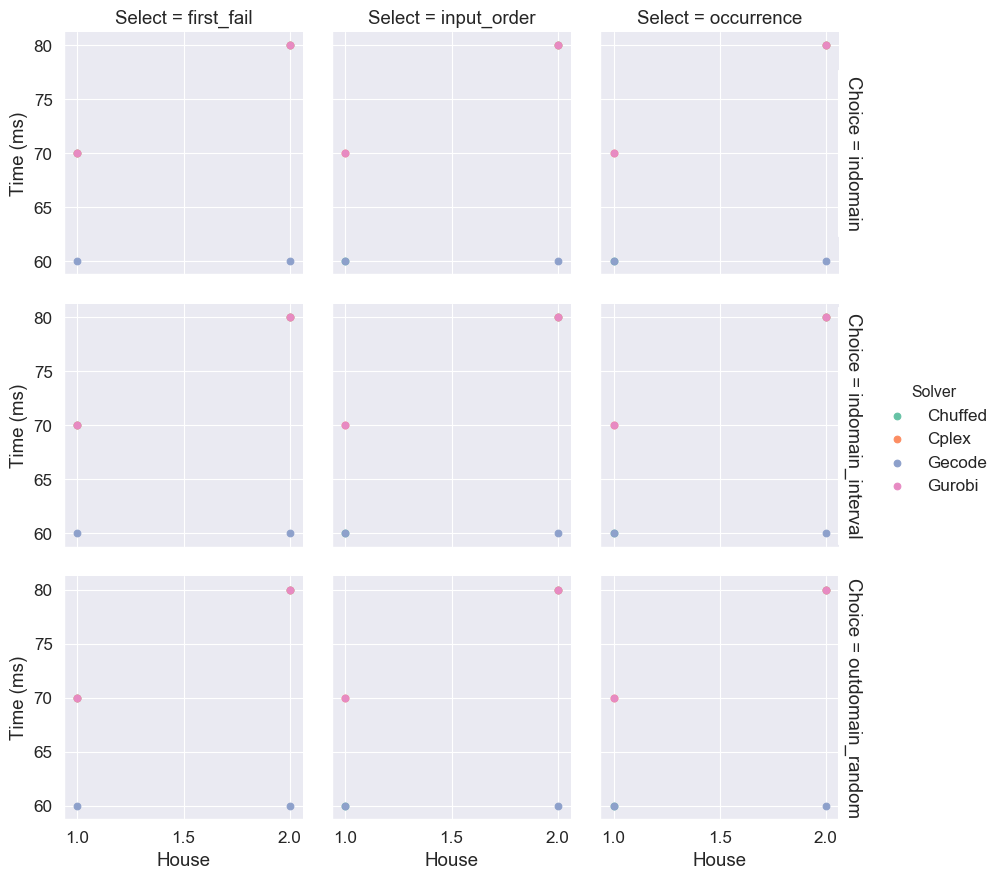 Select = first_fail
Select = input_order
Select = occurrence
80
75
70
65
60
Time (ms)
Choice = indomain
80
75
70
65
60
Time (ms)
Choice = indomain_interval
Solver
Chuffed
Cplex
Gecode
Gurobi
80
75
70
65
60
Time (ms)
Choice = outdomain_random
1.0 1.5 2.0
1.0 1.5 2.0
1.0 1.5 2.0
House
House
House